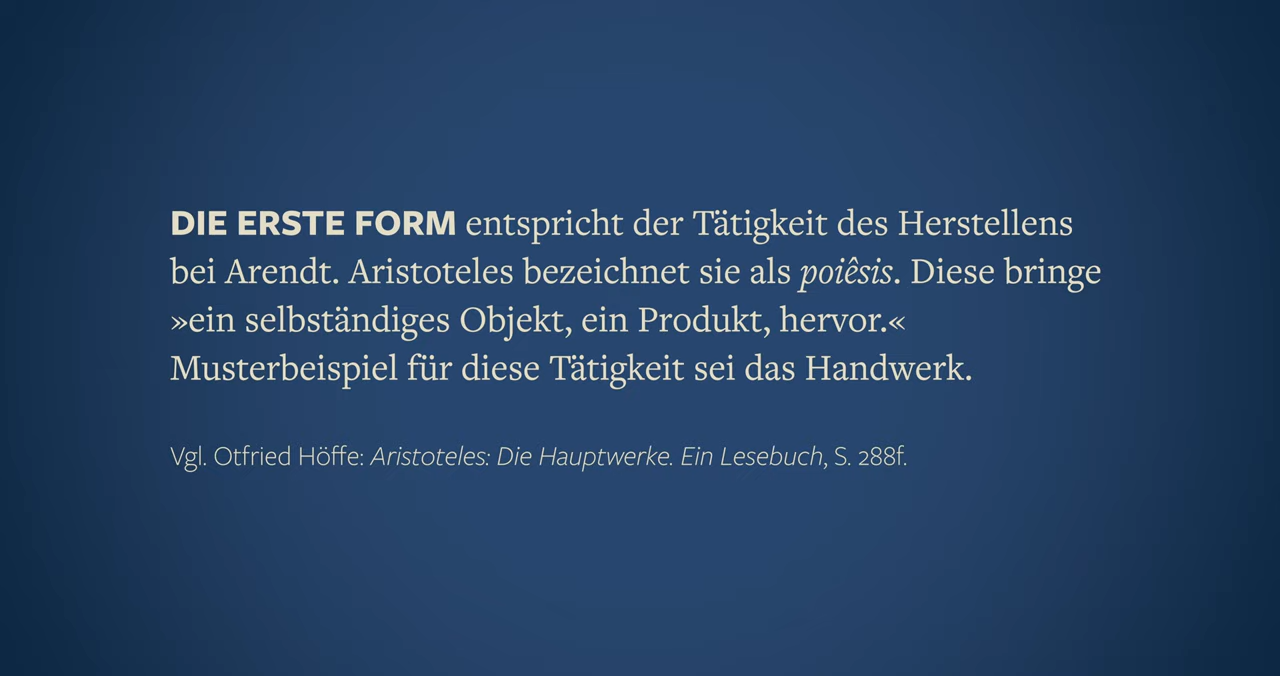 DIE ERSTE FORM entspricht der Tätigkeit des Herstellens
bei Arendt. Aristoteles bezeichnet sie als poiêsis. Diese bringe
»ein selbständiges Objekt, ein Produkt, hervor.«
Musterbeispiel für diese Tätigkeit sei das Handwerk.
Vgl. Otfried Höffe: Aristoteles: Die Hauptwerke. Ein Lesebuch, S. 288f.